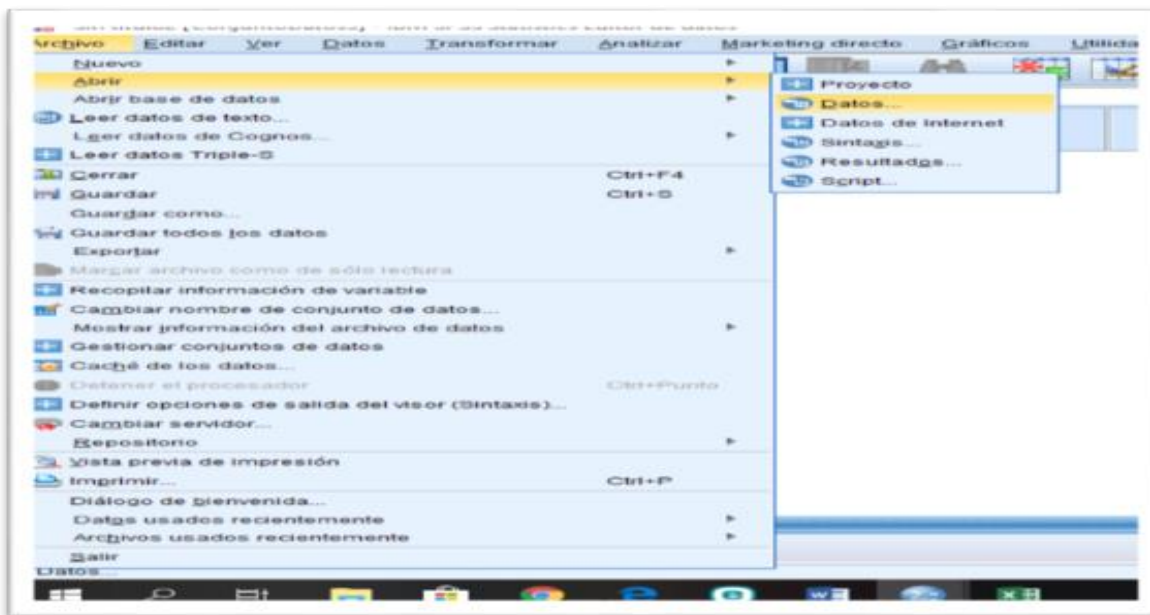 Archivo Editar Ver Datos Transformar Analizar Marketing directo Gráficos Utilida
Nuevo
Abrir
Abrir base de datos
Leer datos de texto...
Leer datos de Cognos...
Leer datos Triple-S
Cerrar Ctrl+F4
Guardar Ctrl+S
Guardar como...
Guardar todos los datos
Exportar
Marcar archivo como de sólo lectura
Recopilar información de variable
Cambiar nombre de conjunto de datos...
Mostrar información del archivo de datos
Gestionar conjuntos de datos
Caché de los datos...
Detener el procesador Ctrl+Punto
Definir opciones de salida del visor (Sintaxis)...
Cambiar servidor...
Repositorio
Vista previa de impresión
Imprimir... Ctrl+P
Diálogo de bienvenida...
Datos usados recientemente
Archivos usados recientemente
Salir
Datos...
Proyecto
Datos...
Datos de Internet
Sintaxis...
Resultados...
Script...